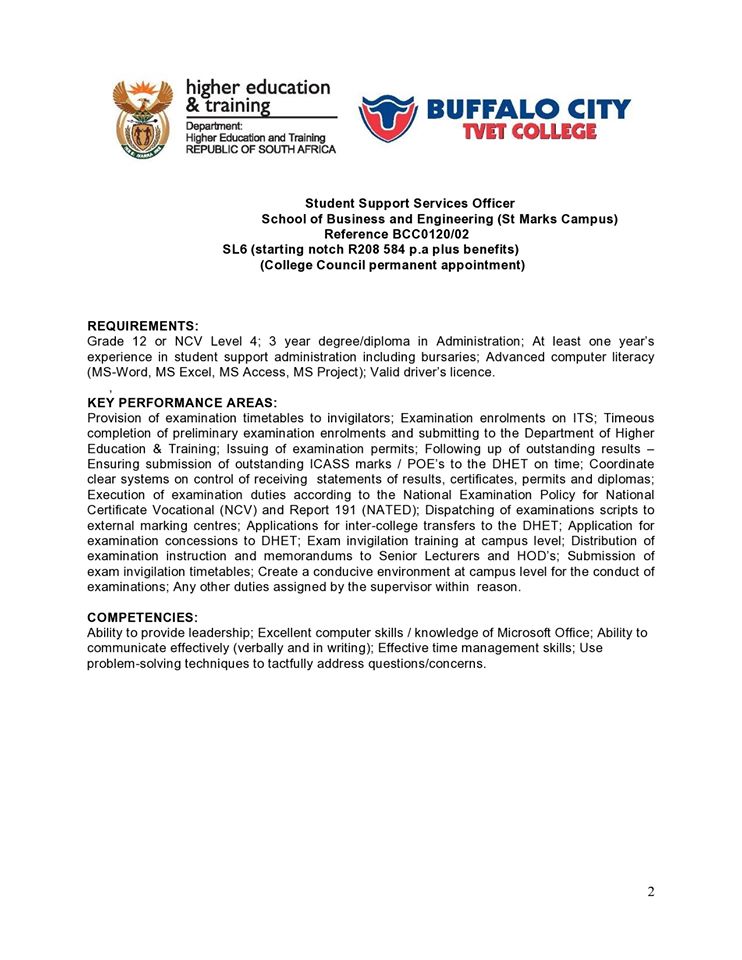 higher education
& training
Department:
Higher Education and Training
REPUBLIC OF SOUTH AFRICA
BUFFALO CITY
TVET COLLEGE
Student Support Services Officer
School of Business and Engineering (St Marks Campus)
Reference BCC0120/02
SL6 (starting notch R208 584 p.a plus benefits)
(College Council permanent appointment)
REQUIREMENTS:
Grade 12 or NCV Level 4; 3 year degree/diploma in Administration; At least one year's
experience in student support administration including bursaries; Advanced computer literacy
(MS-Word, MS Excel, MS Access, MS Project); Valid driver's licence.
,
KEY PERFORMANCE AREAS:
Provision of examination timetables to invigilators; Examination enrolments on ITS; Timeous
completion of preliminary examination enrolments and submitting to the Department of Higher
Education & Training; Issuing of examination permits; Following up of outstanding results –
Ensuring submission of outstanding ICASS marks / POE's to the DHET on time; Coordinate
clear systems on control of receiving statements of results, certificates, permits and diplomas;
Execution of examination duties according to the National Examination Policy for National
Certificate Vocational (NCV) and Report 191 (NATED); Dispatching of examinations scripts to
external marking centres; Applications for inter-college transfers to the DHET; Application for
examination concessions to DHET; Exam invigilation training at campus level; Distribution of
examination instruction and memorandums to Senior Lecturers and HOD's; Submission of
exam invigilation timetables; Create a conducive environment at campus level for the conduct of
examinations; Any other duties assigned by the supervisor within reason.
COMPETENCIES:
Ability to provide leadership; Excellent computer skills / knowledge of Microsoft Office; Ability to
communicate effectively (verbally and in writing); Effective time management skills; Use
problem-solving techniques to tactfully address questions/concerns.
2